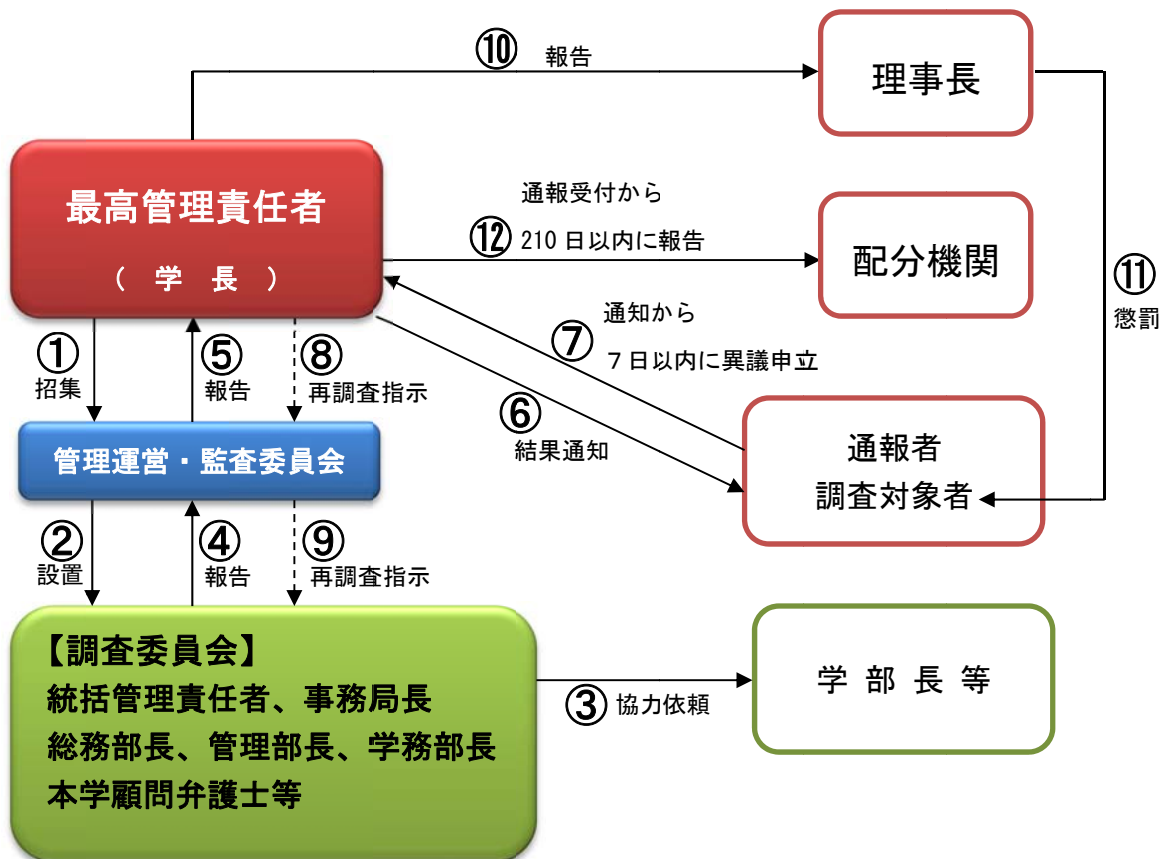 ⑩ 報告
理事長
最高管理責任者
（ 学 長 ）
通報受付から
⑫ 210日以内に報告
配分機関
⑪
懲罰
通知から
⑦ 7日以内に異議申立
①
招集
⑤
報告
⑧
再調査指示
⑥
結果通知
管理運営・監査委員会
通報者
調査対象者
②
設置
④
報告
⑨
再調査指示
【調査委員会】
統括管理責任者、事務局長
総務部長、管理部長、学務部長
本学顧問弁護士等
③ 協力依頼
学 部 長 等